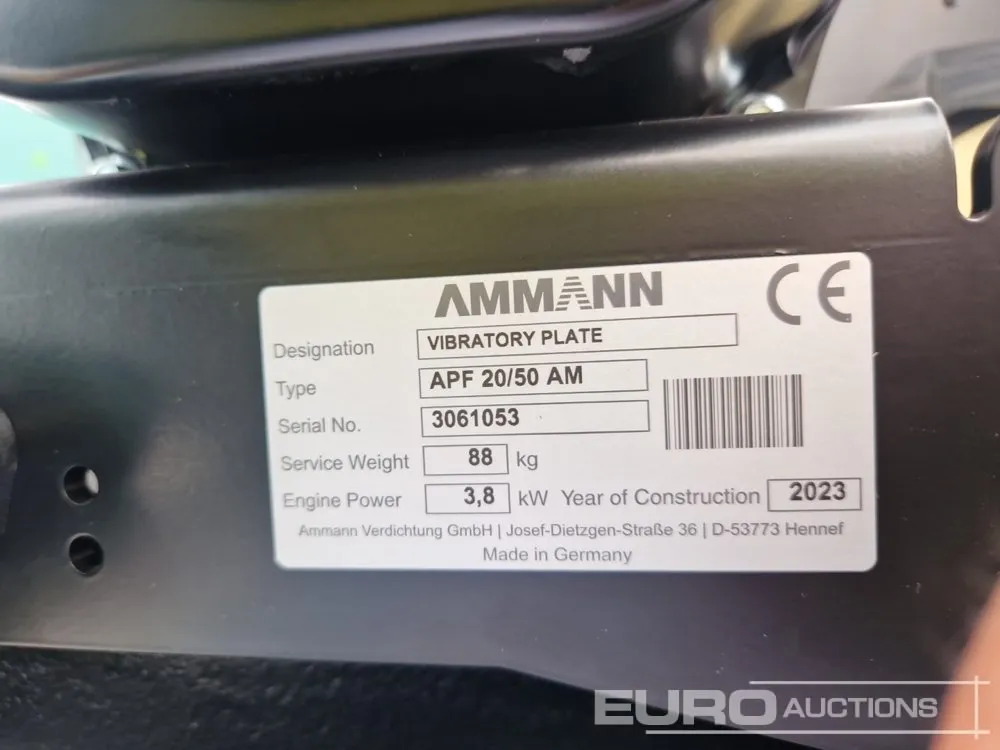 AMMANN
CE
Designation VIBRATORY PLATE
Type APF 20/50 AM
Serial No. 3061053
Service Weight 88 kg
Engine Power 3,8 kW Year of Construction 2023
Ammann Verdichtung GmbH | Josef-Dietzgen-Straße 36 | D-53773 Hennef
Made in Germany
EURO AUCTIONS